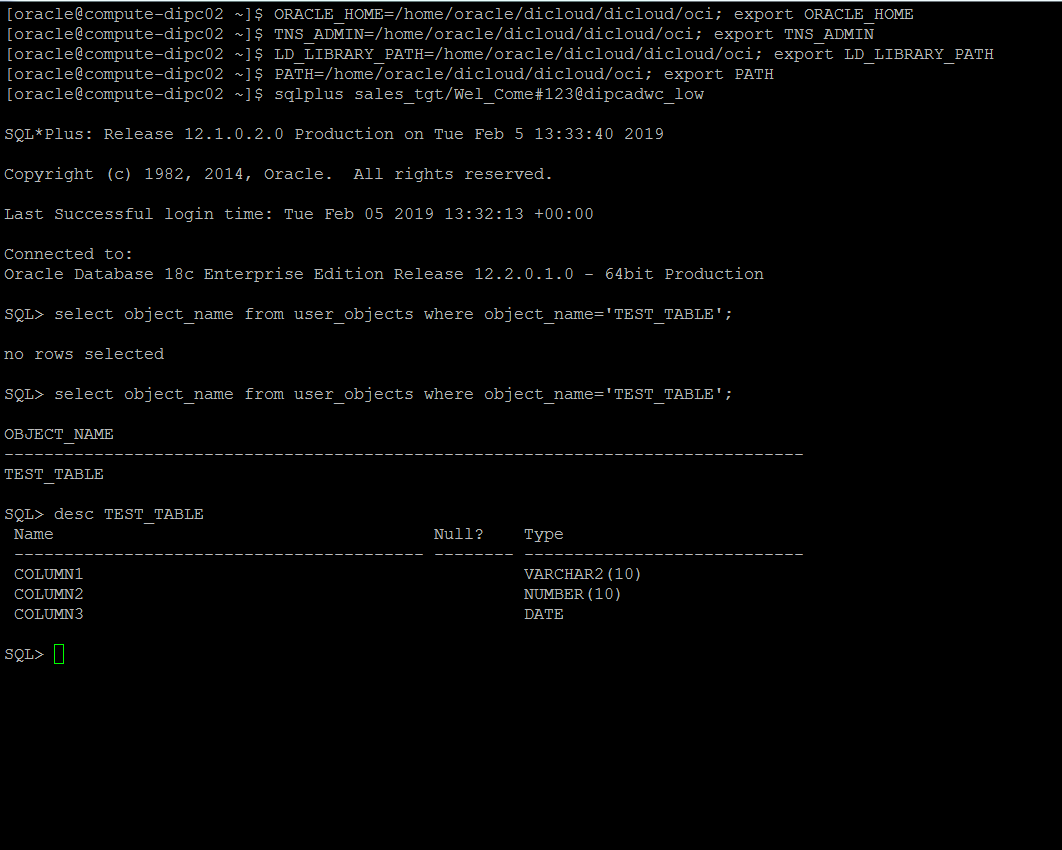 [oracle@compute-dipc02 ~]$ ORACLE_HOME=/home/oracle/dicloud/dicloud/oci; export ORACLE_HOME
[oracle@compute-dipc02 ~]$ TNS_ADMIN=/home/oracle/dicloud/dicloud/oci; export TNS_ADMIN
[oracle@compute-dipc02 ~]$ LD_LIBRARY_PATH=/home/oracle/dicloud/dicloud/oci; export LD_LIBRARY_PATH
[oracle@compute-dipc02 ~]$ PATH=/home/oracle/dicloud/dicloud/oci; export PATH
[oracle@compute-dipc02 ~]$ sqlplus sales_tgt/Wel_Come#123@dipcadwc_low
SQL*Plus: Release 12.1.0.2.0 Production on Tue Feb 5 13:33:40 2019
Copyright (c) 1982, 2014, Oracle.  All rights reserved.
Last Successful login time: Tue Feb 05 2019 13:32:13 +00:00
Connected to:
Oracle Database 18c Enterprise Edition Release 12.2.0.1.0 - 64bit Production
SQL> select object_name from user_objects where object_name='TEST_TABLE';
no rows selected
SQL> select object_name from user_objects where object_name='TEST_TABLE';
OBJECT_NAME
--------------------------------------------------------------------------------
TEST_TABLE
SQL> desc TEST_TABLE
 Name                                      Null?    Type
 ----------------------------------------- -------- ----------------------------
 COLUMN1                                            VARCHAR2(10)
 COLUMN2                                            NUMBER(10)
 COLUMN3                                            DATE
SQL>